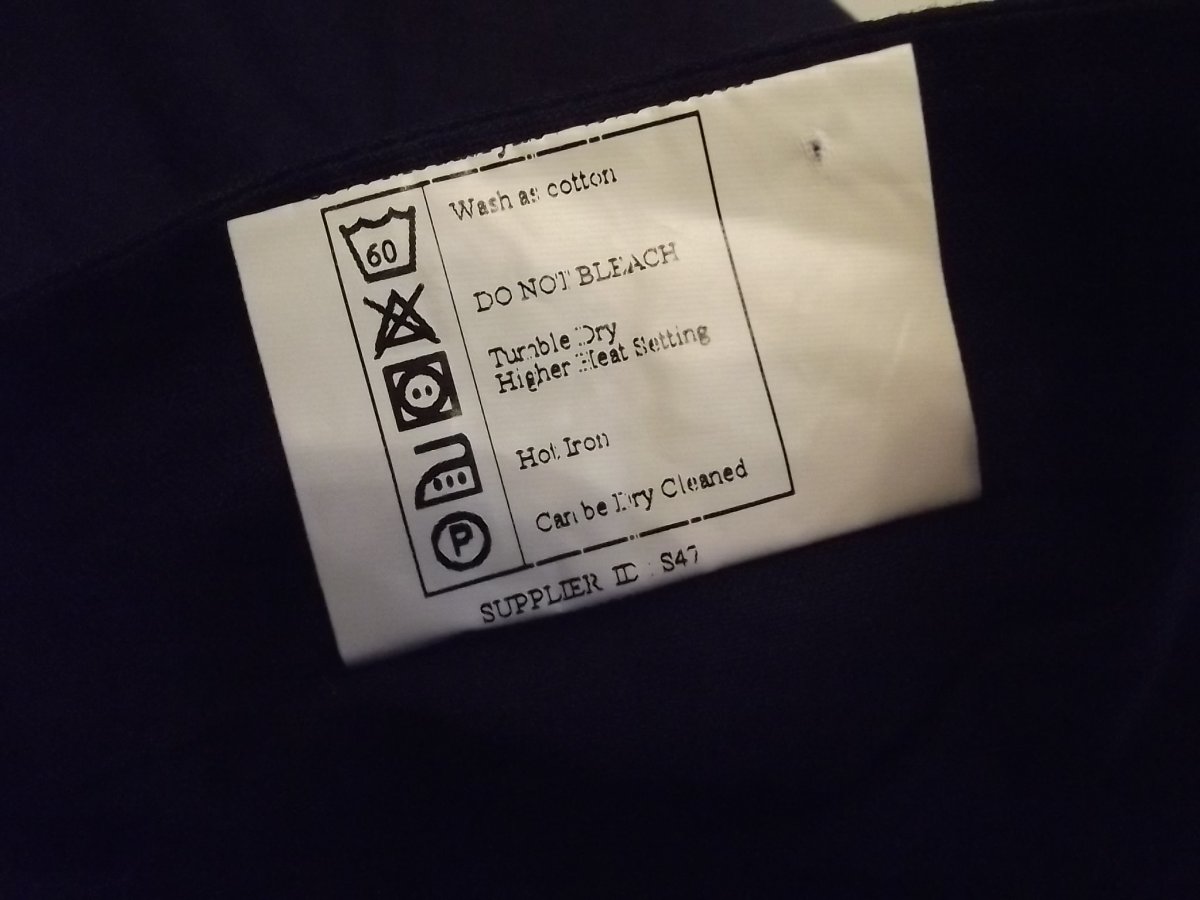 60
Wash as cotton
DO NOT BLEACH
Tumble Dry
Higher Heat Setting
Hot Iron
P
Can be Dry Cleaned
SUPPLIER ID : S47